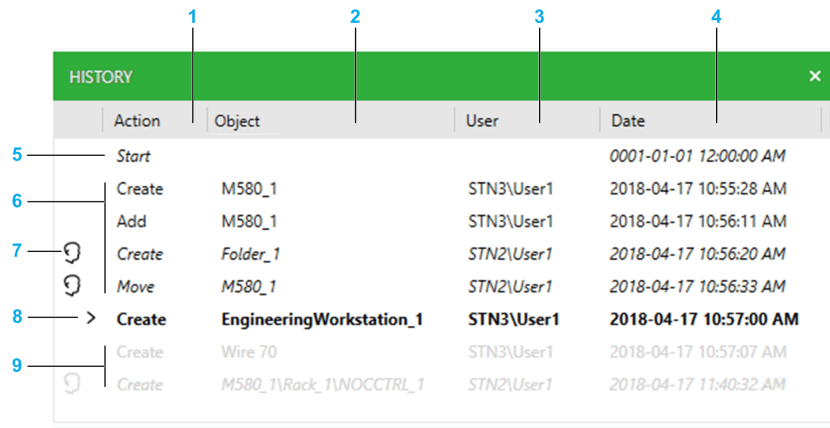 1 2 3 4
HISTORY ×
Action Object User Date
5 Start 0001-01-01 12:00:00 AM
Create M580_1 STN3\User1 2018-04-17 10:55:28 AM
6
Add M580_1 STN3\User1 2018-04-17 10:56:11 AM
7 Create Folder_1 STN2\User1 2018-04-17 10:56:20 AM
Move M580_1 STN2\User1 2018-04-17 10:56:33 AM
8 > Create EngineeringWorkstation_1 STN3\User1 2018-04-17 10:57:00 AM
Create Wire 70 STN3\User1 2018-04-17 10:57:07 AM
9
Create M580_1\Rack_1\NOCCTRL_1 STN2\User1 2018-04-17 11:40:32 AM